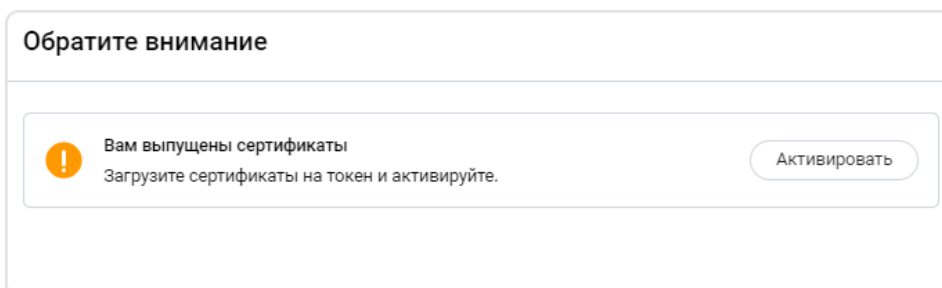 Обратите внимание
Вам выпущены сертификаты
Загрузите сертификаты на токен и активируйте.
Активировать